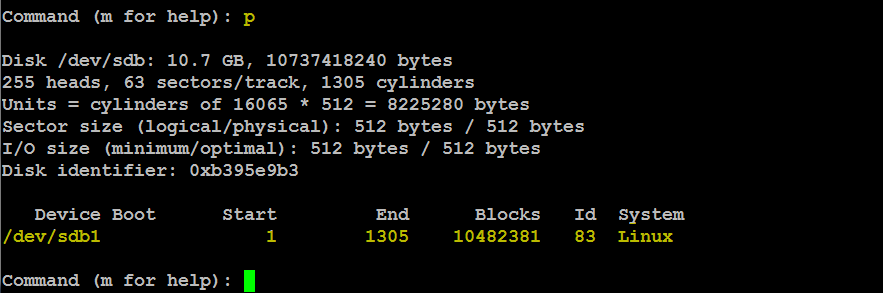 Command (m for help): p
Disk /dev/sdb: 10.7 GB, 10737418240 bytes
255 heads, 63 sectors/track, 1305 cylinders
Units = cylinders of 16065 * 512 = 8225280 bytes
Sector size (logical/physical): 512 bytes / 512 bytes
I/O size (minimum/optimal): 512 bytes / 512 bytes
Disk identifier: 0xb395e9b3
Device Boot Start End Blocks Id System
/dev/sdb1 1 1305 10482381 83 Linux
Command (m for help):